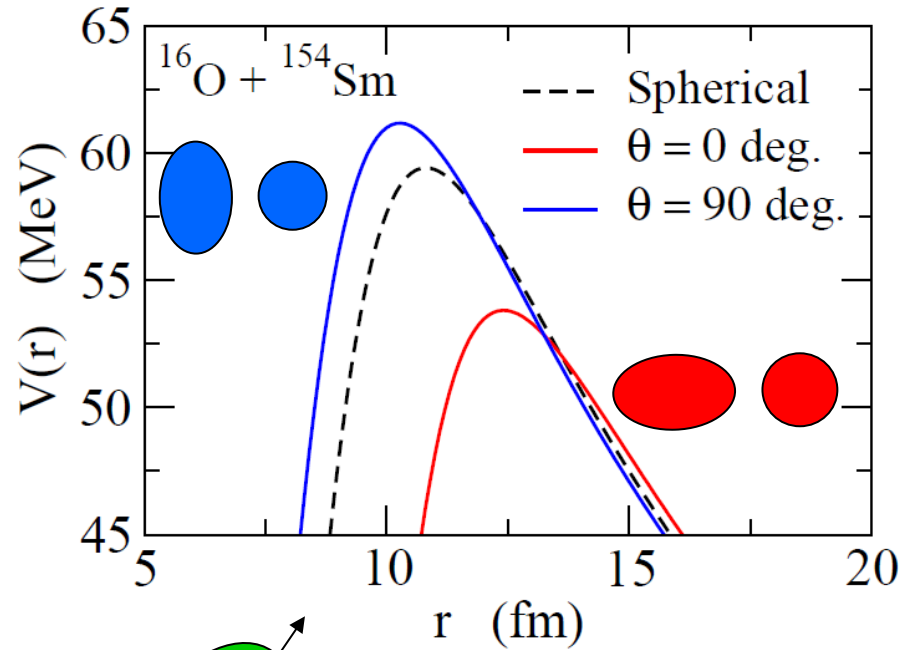 65
60
55
50
45
V(r) (MeV)
¹⁶O + ¹⁵⁴Sm
Spherical
θ = 0 deg.
θ = 90 deg.
5 10 15 20
r (fm)